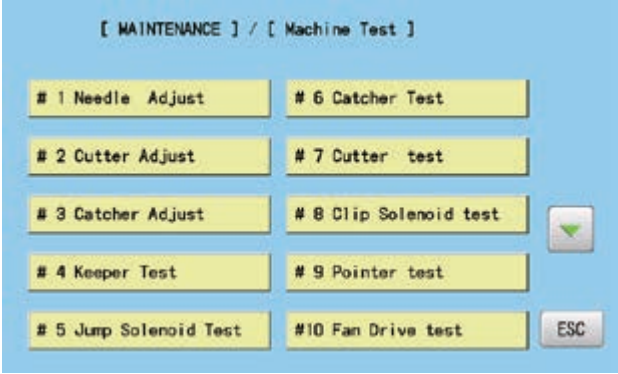 [ MAINTENANCE ] / [ Machine Test ]
# 1 Needle Adjust
# 6 Catcher Test
# 2 Cutter Adjust
# 7 Cutter test
# 3 Catcher Adjust
# 8 Clip Solenoid test
# 4 Keeper Test
# 9 Pointer test
# 5 Jump Solenoid Test
#10 Fan Drive test
ESC